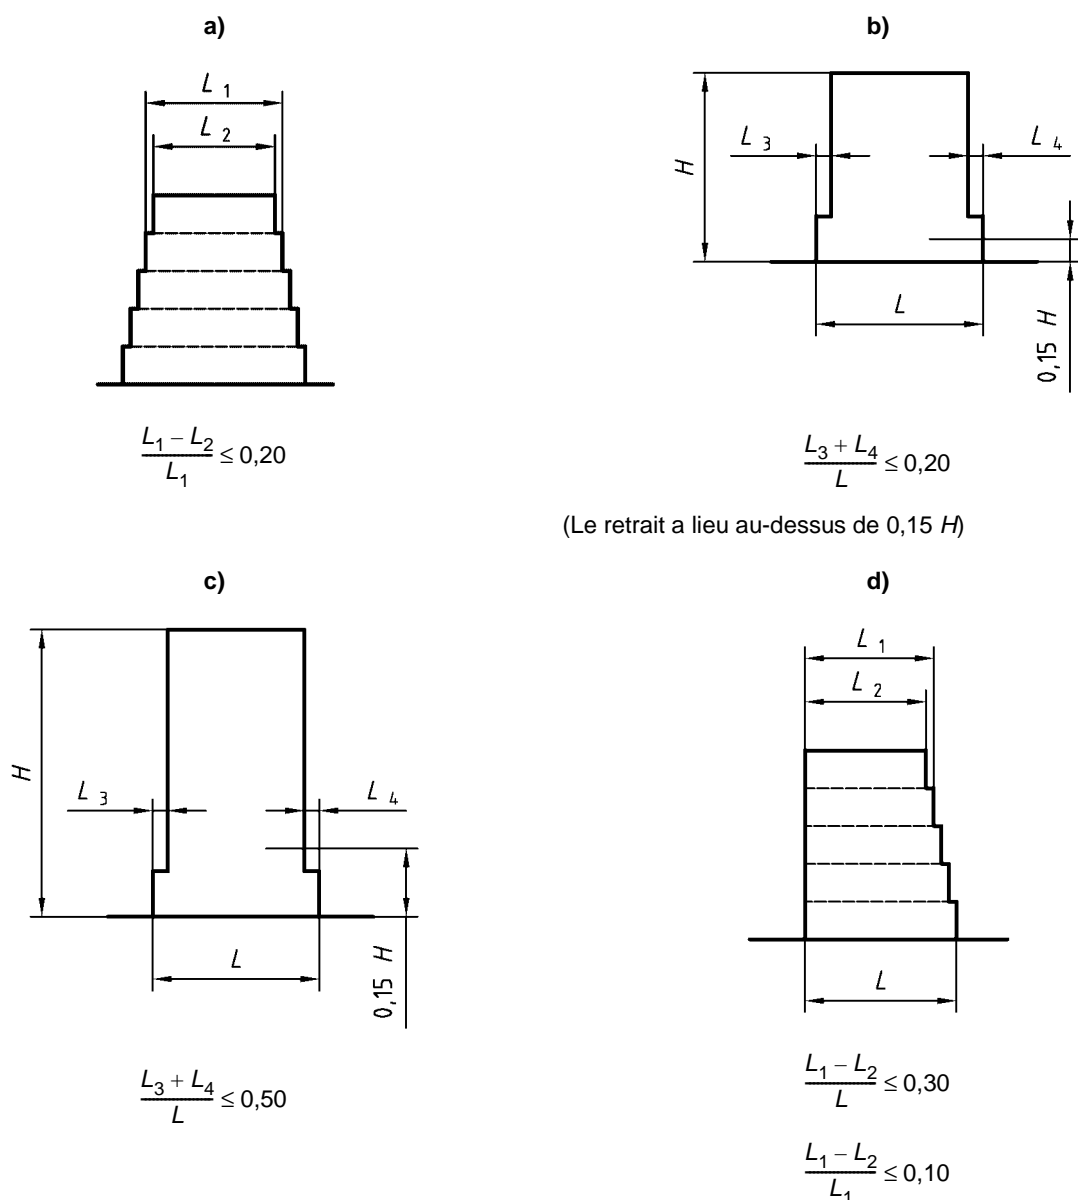 a)
L 1
L 2
(L1 – L2) / L1 ≤ 0,20
b)
H
L 3
L 4
L
0,15 H
(L3 + L4) / L ≤ 0,20
(Le retrait a lieu au-dessus de 0,15 H)
c)
H
L 3
L 4
L
0,15 H
(L3 + L4) / L ≤ 0,50
d)
L 1
L 2
L
(L1 – L2) / L ≤ 0,30
(L1 – L2) / L1 ≤ 0,10